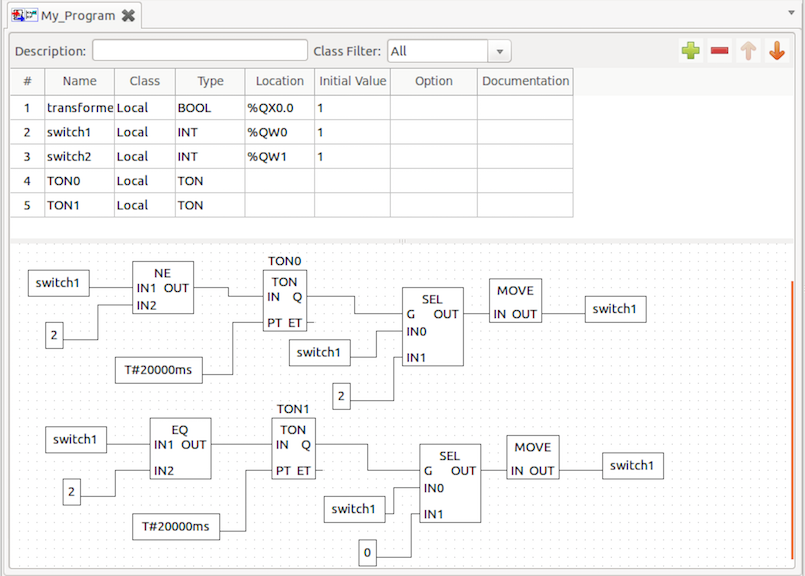 My_Program
Description: Class Filter: All
# Name Class Type Location Initial Value Option Documentation
1 transforme Local BOOL %QX0.0 1
2 switch1 Local INT %QW0 1
3 switch2 Local INT %QW1 1
4 TON0 Local TON
5 TON1 Local TON
TON0
switch1
NE
IN1 OUT
IN2
2
TON
IN Q
PT ET
T#20000ms
SEL
G OUT
IN0
IN1
switch1
2
MOVE
IN OUT
switch1
TON1
switch1
EQ
IN1 OUT
IN2
2
TON
IN Q
PT ET
T#20000ms
SEL
G OUT
IN0
IN1
switch1
0
MOVE
IN OUT
switch1